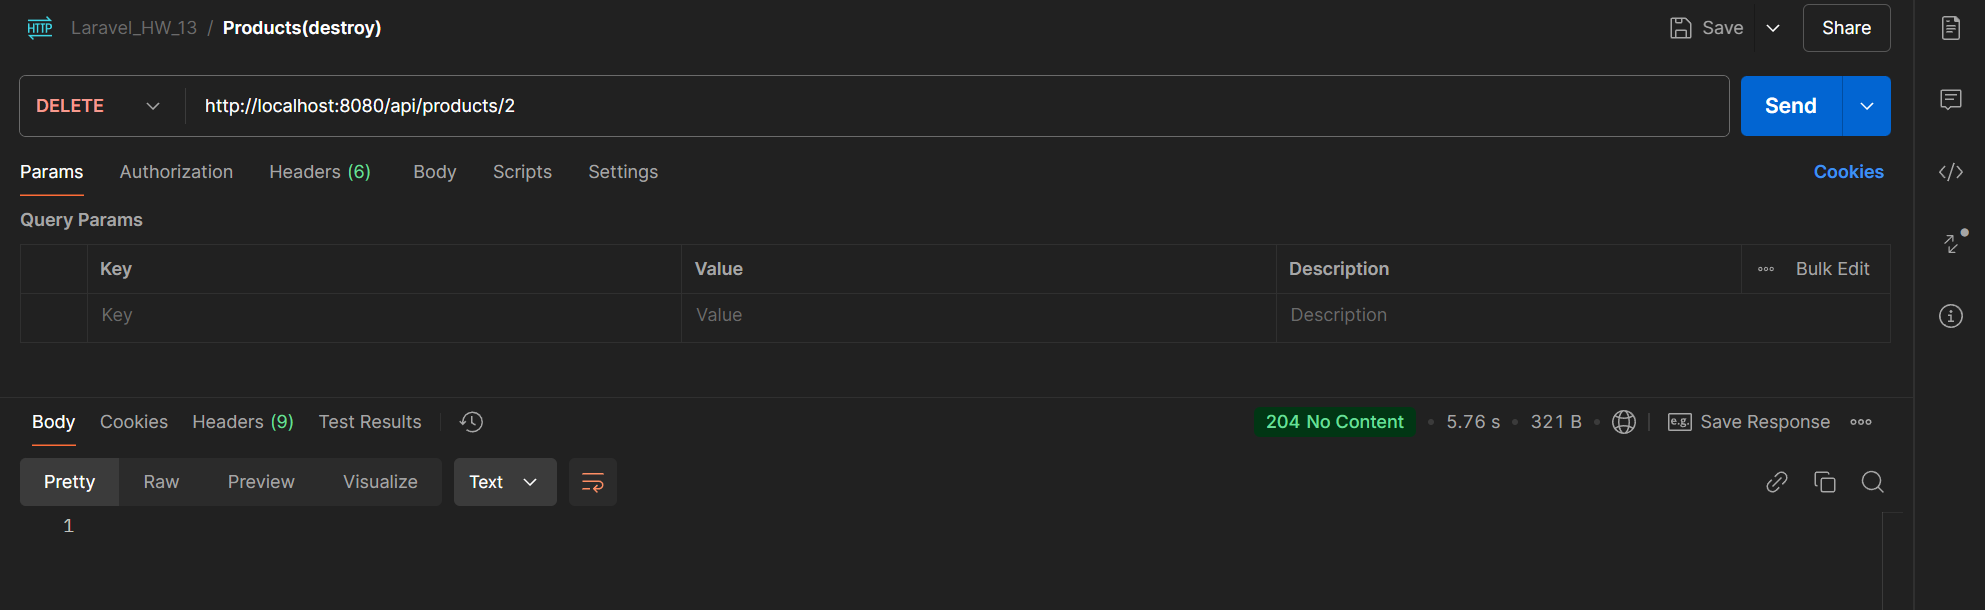 HTTP Laravel_HW_13 / Products(destroy) Save Share
DELETE http://localhost:8080/api/products/2 Send
Params Authorization Headers (6) Body Scripts Settings Cookies
Query Params
Key Value Description Bulk Edit
Key Value Description
Body Cookies Headers (9) Test Results 204 No Content • 5.76 s • 321 B • e.g. Save Response
Pretty Raw Preview Visualize Text
1